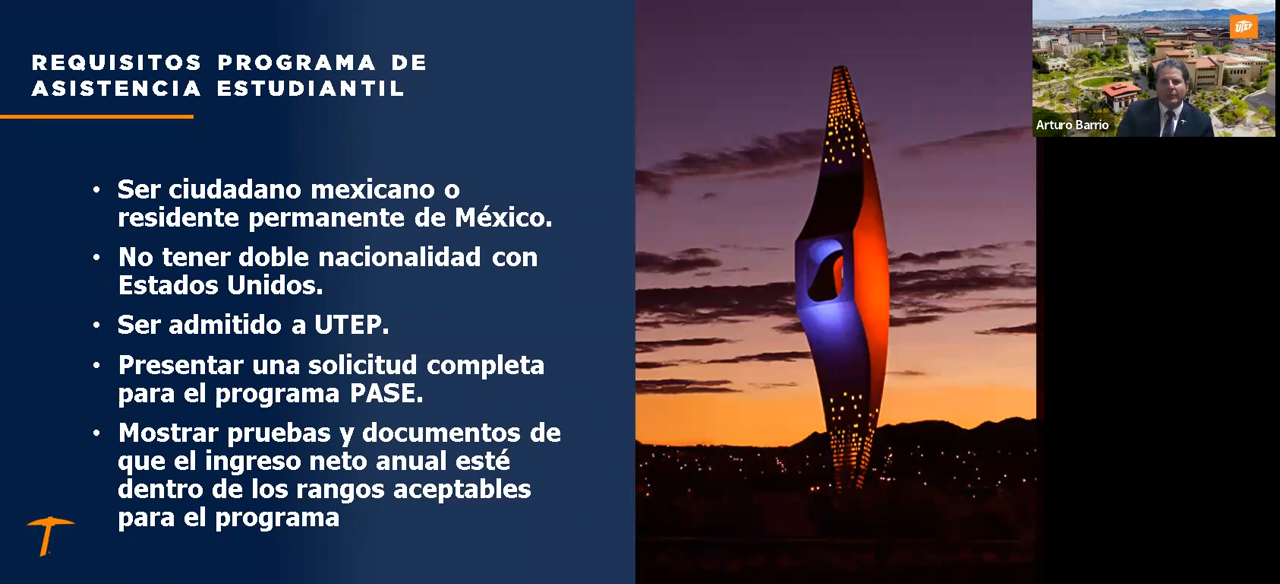 REQUISITOS PROGRAMA DE
ASISTENCIA ESTUDIANTIL
• Ser ciudadano mexicano o
residente permanente de México.
• No tener doble nacionalidad con
Estados Unidos.
• Ser admitido a UTEP.
• Presentar una solicitud completa
para el programa PASE.
• Mostrar pruebas y documentos de
que el ingreso neto anual esté
dentro de los rangos aceptables
para el programa
UTEP
Arturo Barrio